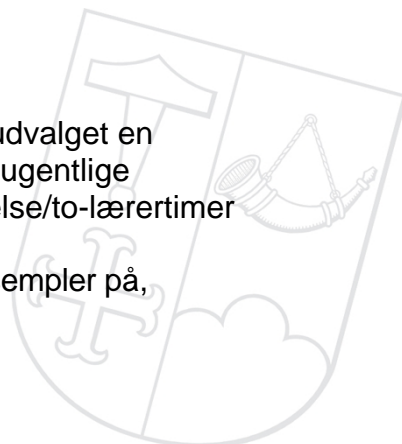 udvalget en
ugentlige
else/to-lærertimer
empler på,